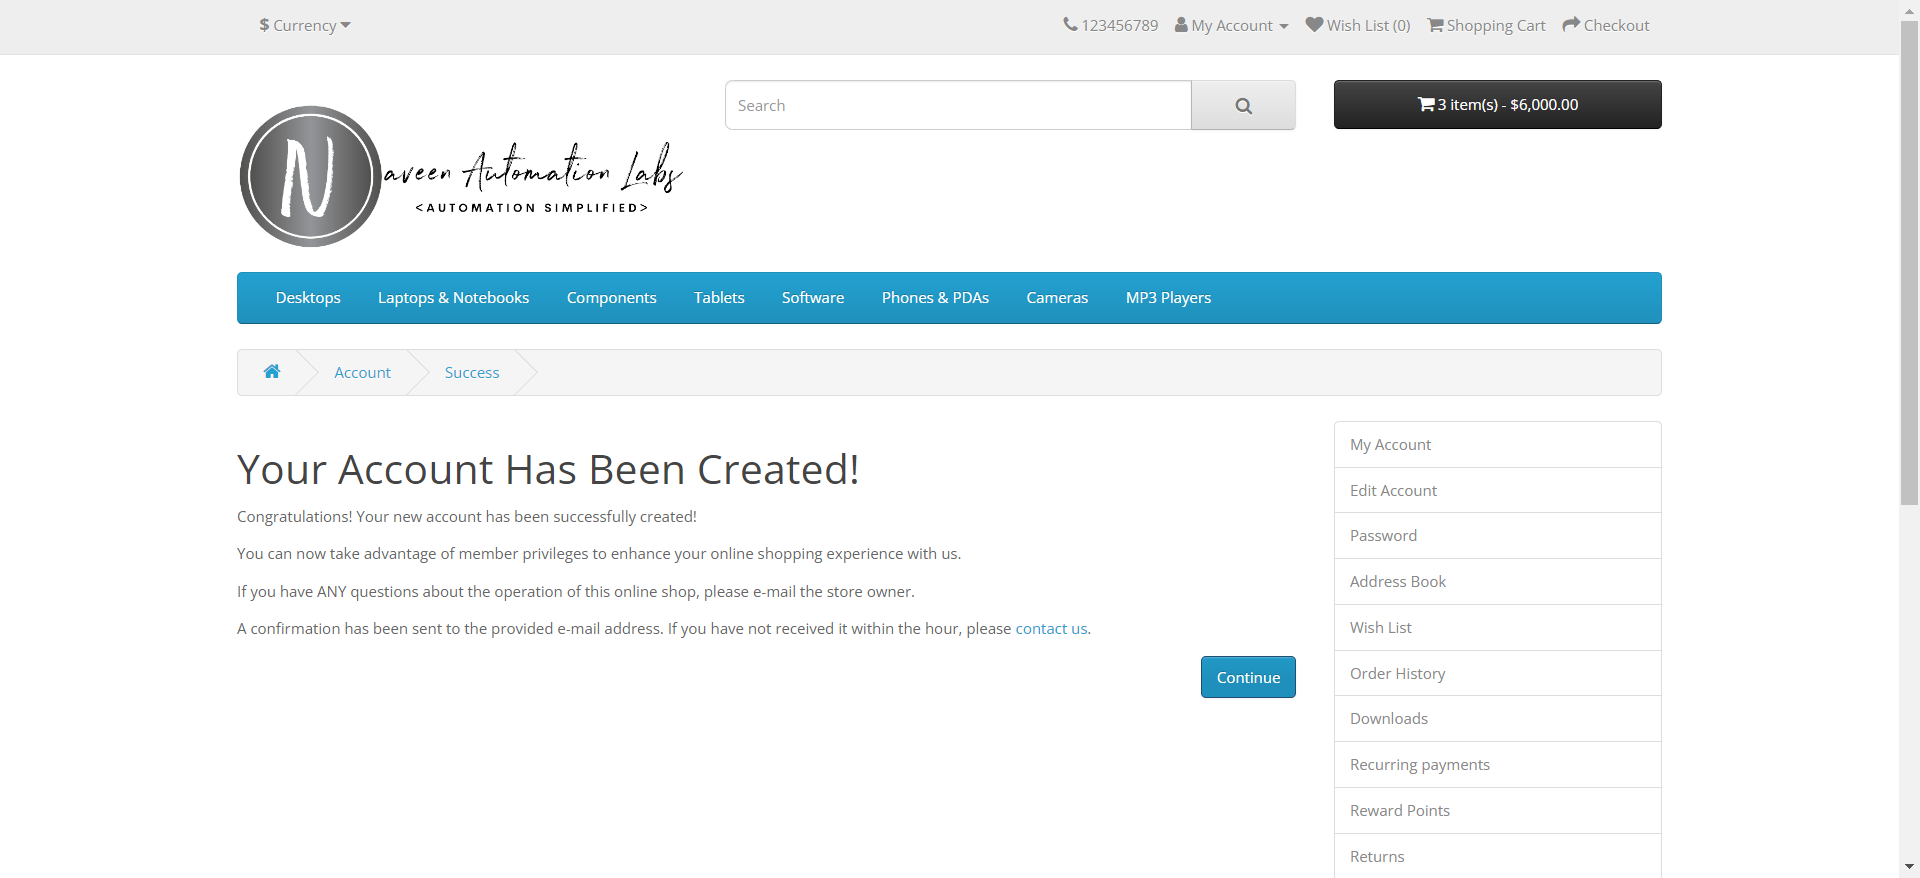 $ Currency
123456789 My Account Wish List (0) Shopping Cart Checkout
Search
3 item(s) - $6,000.00
Naveen Automation Labs
<AUTOMATION SIMPLIFIED>
Desktops Laptops & Notebooks Components Tablets Software Phones & PDAs Cameras MP3 Players
Account Success
Your Account Has Been Created!
Congratulations! Your new account has been successfully created!
You can now take advantage of member privileges to enhance your online shopping experience with us.
If you have ANY questions about the operation of this online shop, please e-mail the store owner.
A confirmation has been sent to the provided e-mail address. If you have not received it within the hour, please contact us.
Continue
My Account
Edit Account
Password
Address Book
Wish List
Order History
Downloads
Recurring payments
Reward Points
Returns